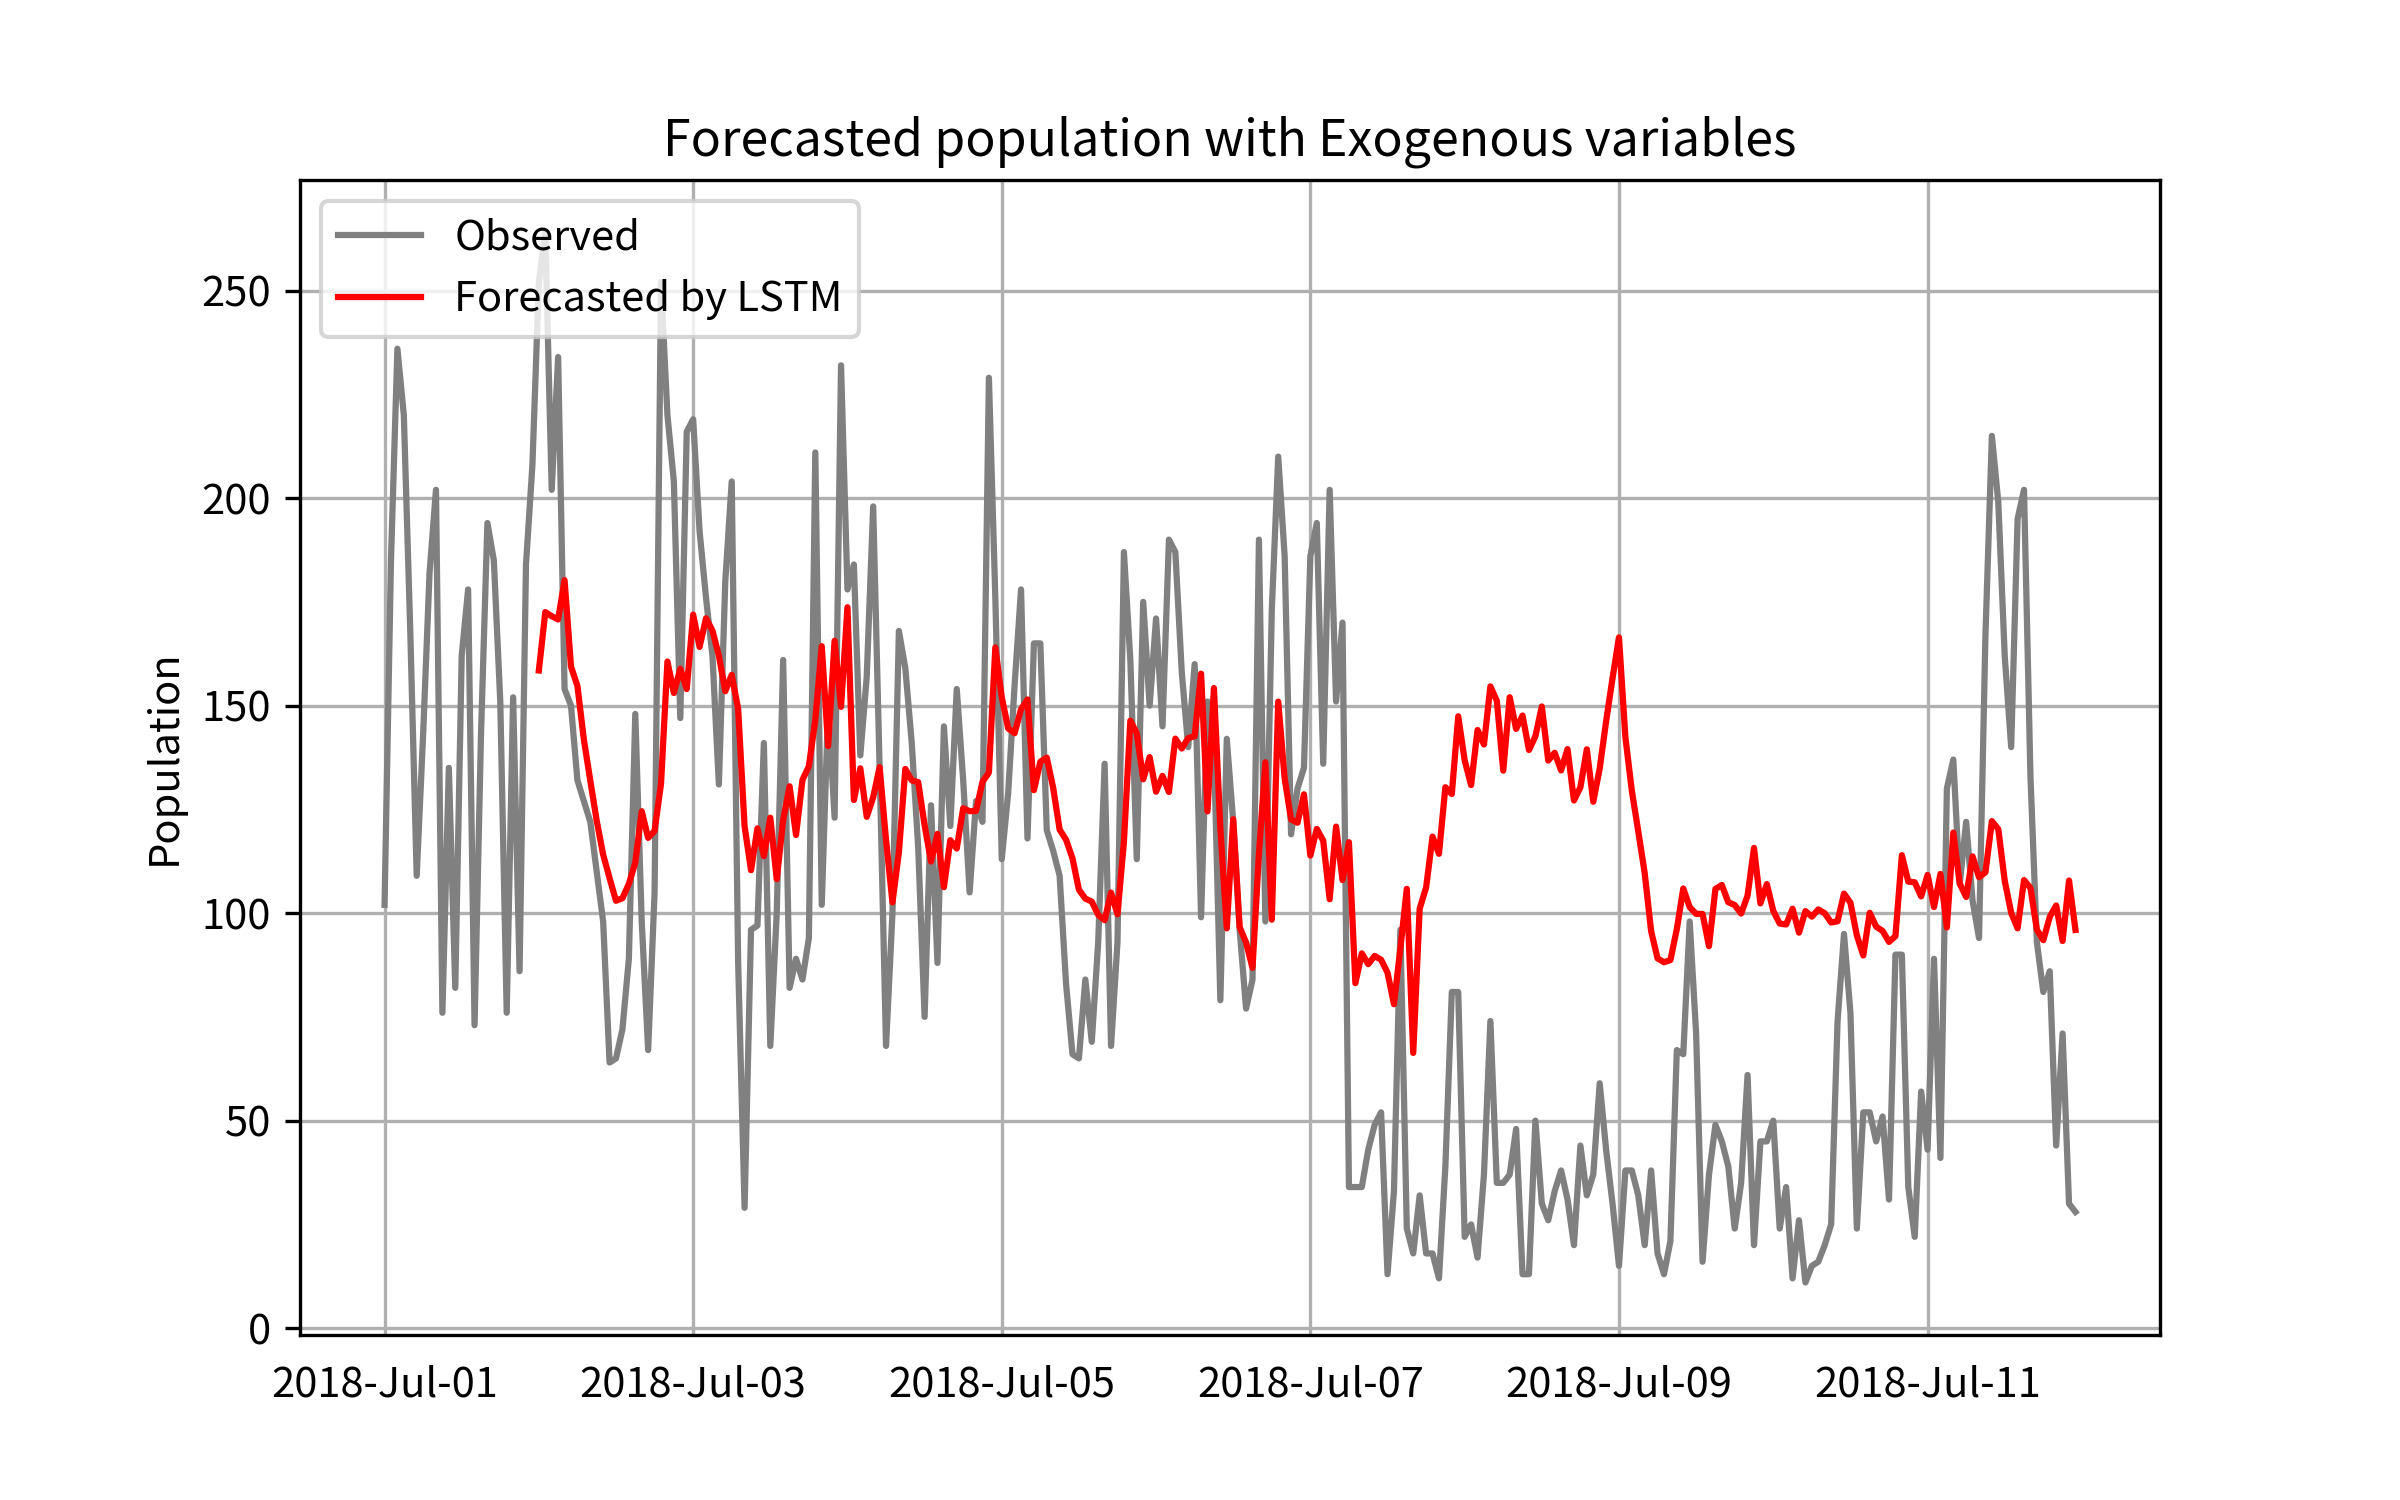 Forecasted population with Exogenous variables
Observed
Forecasted by LSTM
Population
250
200
150
100
50
0
2018-Jul-01 2018-Jul-03 2018-Jul-05 2018-Jul-07 2018-Jul-09 2018-Jul-11